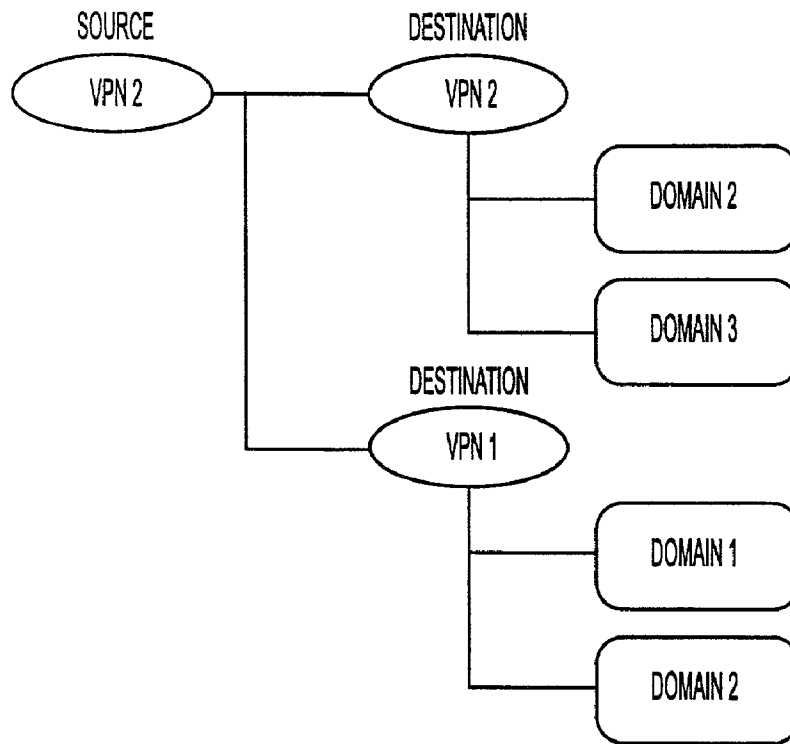 SOURCE
DESTINATION
VPN 2
VPN 2
DOMAIN 2
DOMAIN 3
DESTINATION
VPN 1
DOMAIN 1
DOMAIN 2